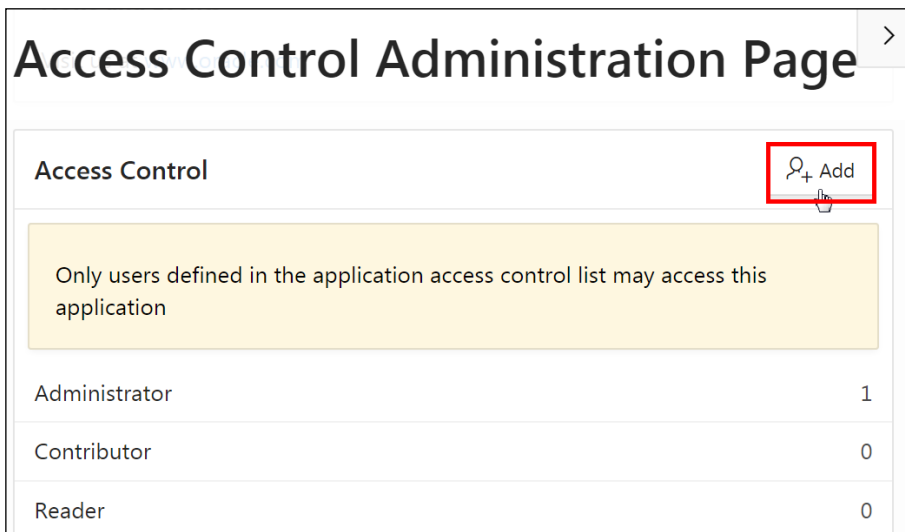 Access Control Administration Page
Access Control
Add
Only users defined in the application access control list may access this
application
Administrator 1
Contributor 0
Reader 0